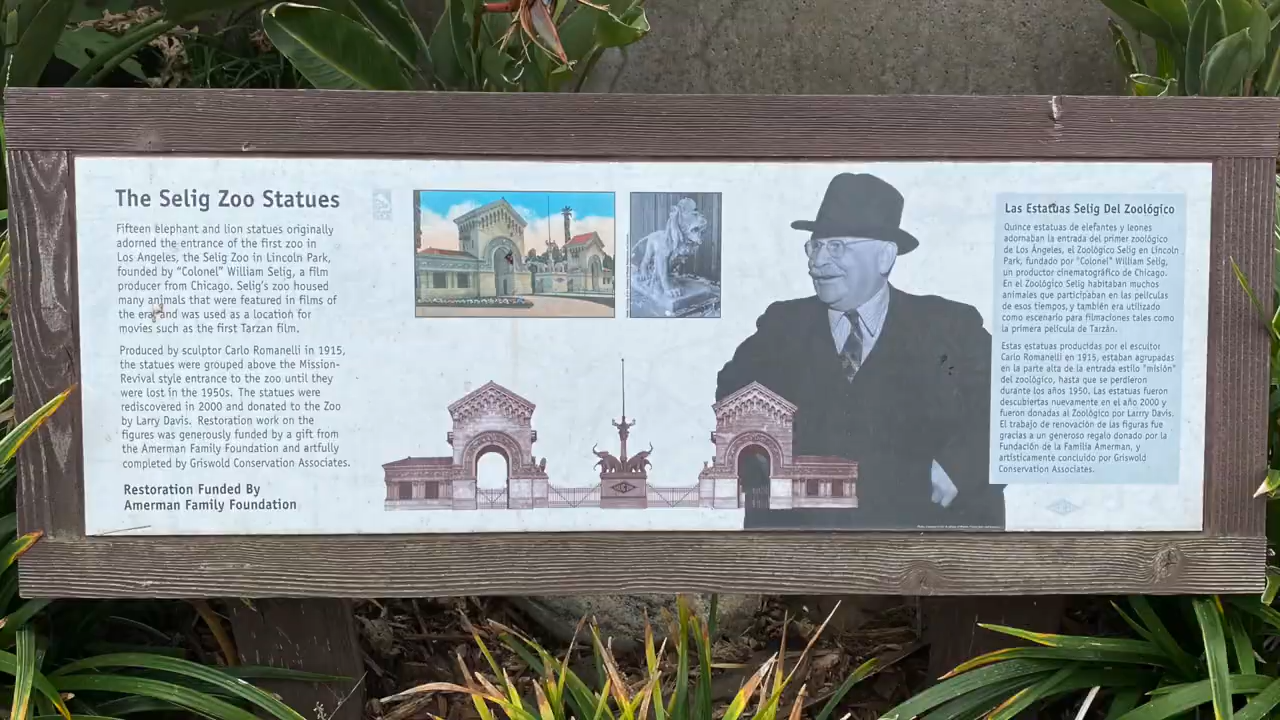 The Selig Zoo Statues
Fifteen elephant and lion statues originally
adorned the entrance of the first zoo in
Los Angeles, the Selig Zoo in Lincoln Park,
founded by "Colonel" William Selig, a film
producer from Chicago. Selig's zoo housed
many animals that were featured in films of
the era and was used as a location for
movies such as the first Tarzan film.
Produced by sculptor Carlo Romanelli in 1915,
the statues were grouped above the Mission-
Revival style entrance to the zoo until they
were lost in the 1950s. The statues were
rediscovered in 2000 and donated to the Zoo
by Larry Davis. Restoration work on the
figures was generously funded by a gift from
the Amerman Family Foundation and artfully
completed by Griswold Conservation Associates.
Restoration Funded By
Amerman Family Foundation
Las Estatuas Selig Del Zoológico
Quince estatuas de elefantes y leones
adornaban la entrada del primer zoológico
de Los Ángeles, el Zoológico Selig en Lincoln
Park, fundado por "Colonel" William Selig,
un productor cinematográfico de Chicago.
En el Zoológico Selig habitaban muchos
animales que participaban en las películas
de esos tiempos, y también era utilizado
como escenario para filmaciones tales como
la primera película de Tarzán.
Estas estatuas producidas por el escultor
Carlo Romanelli en 1915, estaban agrupadas
en la parte alta de la entrada estilo "misión"
del zoológico, hasta que se perdieron
durante los años 1950. Las estatuas fueron
descubiertas nuevamente en el año 2000 y
fueron donadas al Zoológico por Larry Davis.
El trabajo de renovación de las figuras fue
gracias a un generoso regalo donado por la
Fundación de la Familia Amerman, y
artísticamente concluido por Griswold
Conservation Associates.